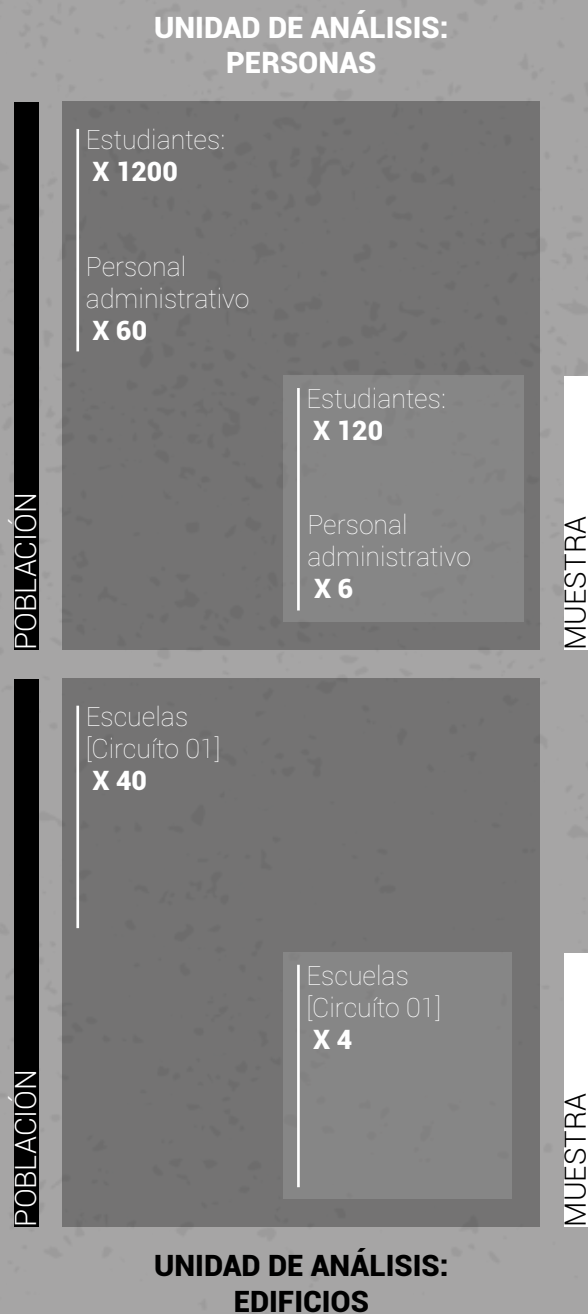 UNIDAD DE ANÁLISIS:
PERSONAS
POBLACIÓN
Estudiantes:
X 1200
Personal
administrativo
X 60
Estudiantes:
X 120
Personal
administrativo
X 6
MUESTRA
POBLACIÓN
Escuelas
[Circuíto 01]
X 40
Escuelas
[Circuíto 01]
X 4
MUESTRA
UNIDAD DE ANÁLISIS:
EDIFICIOS